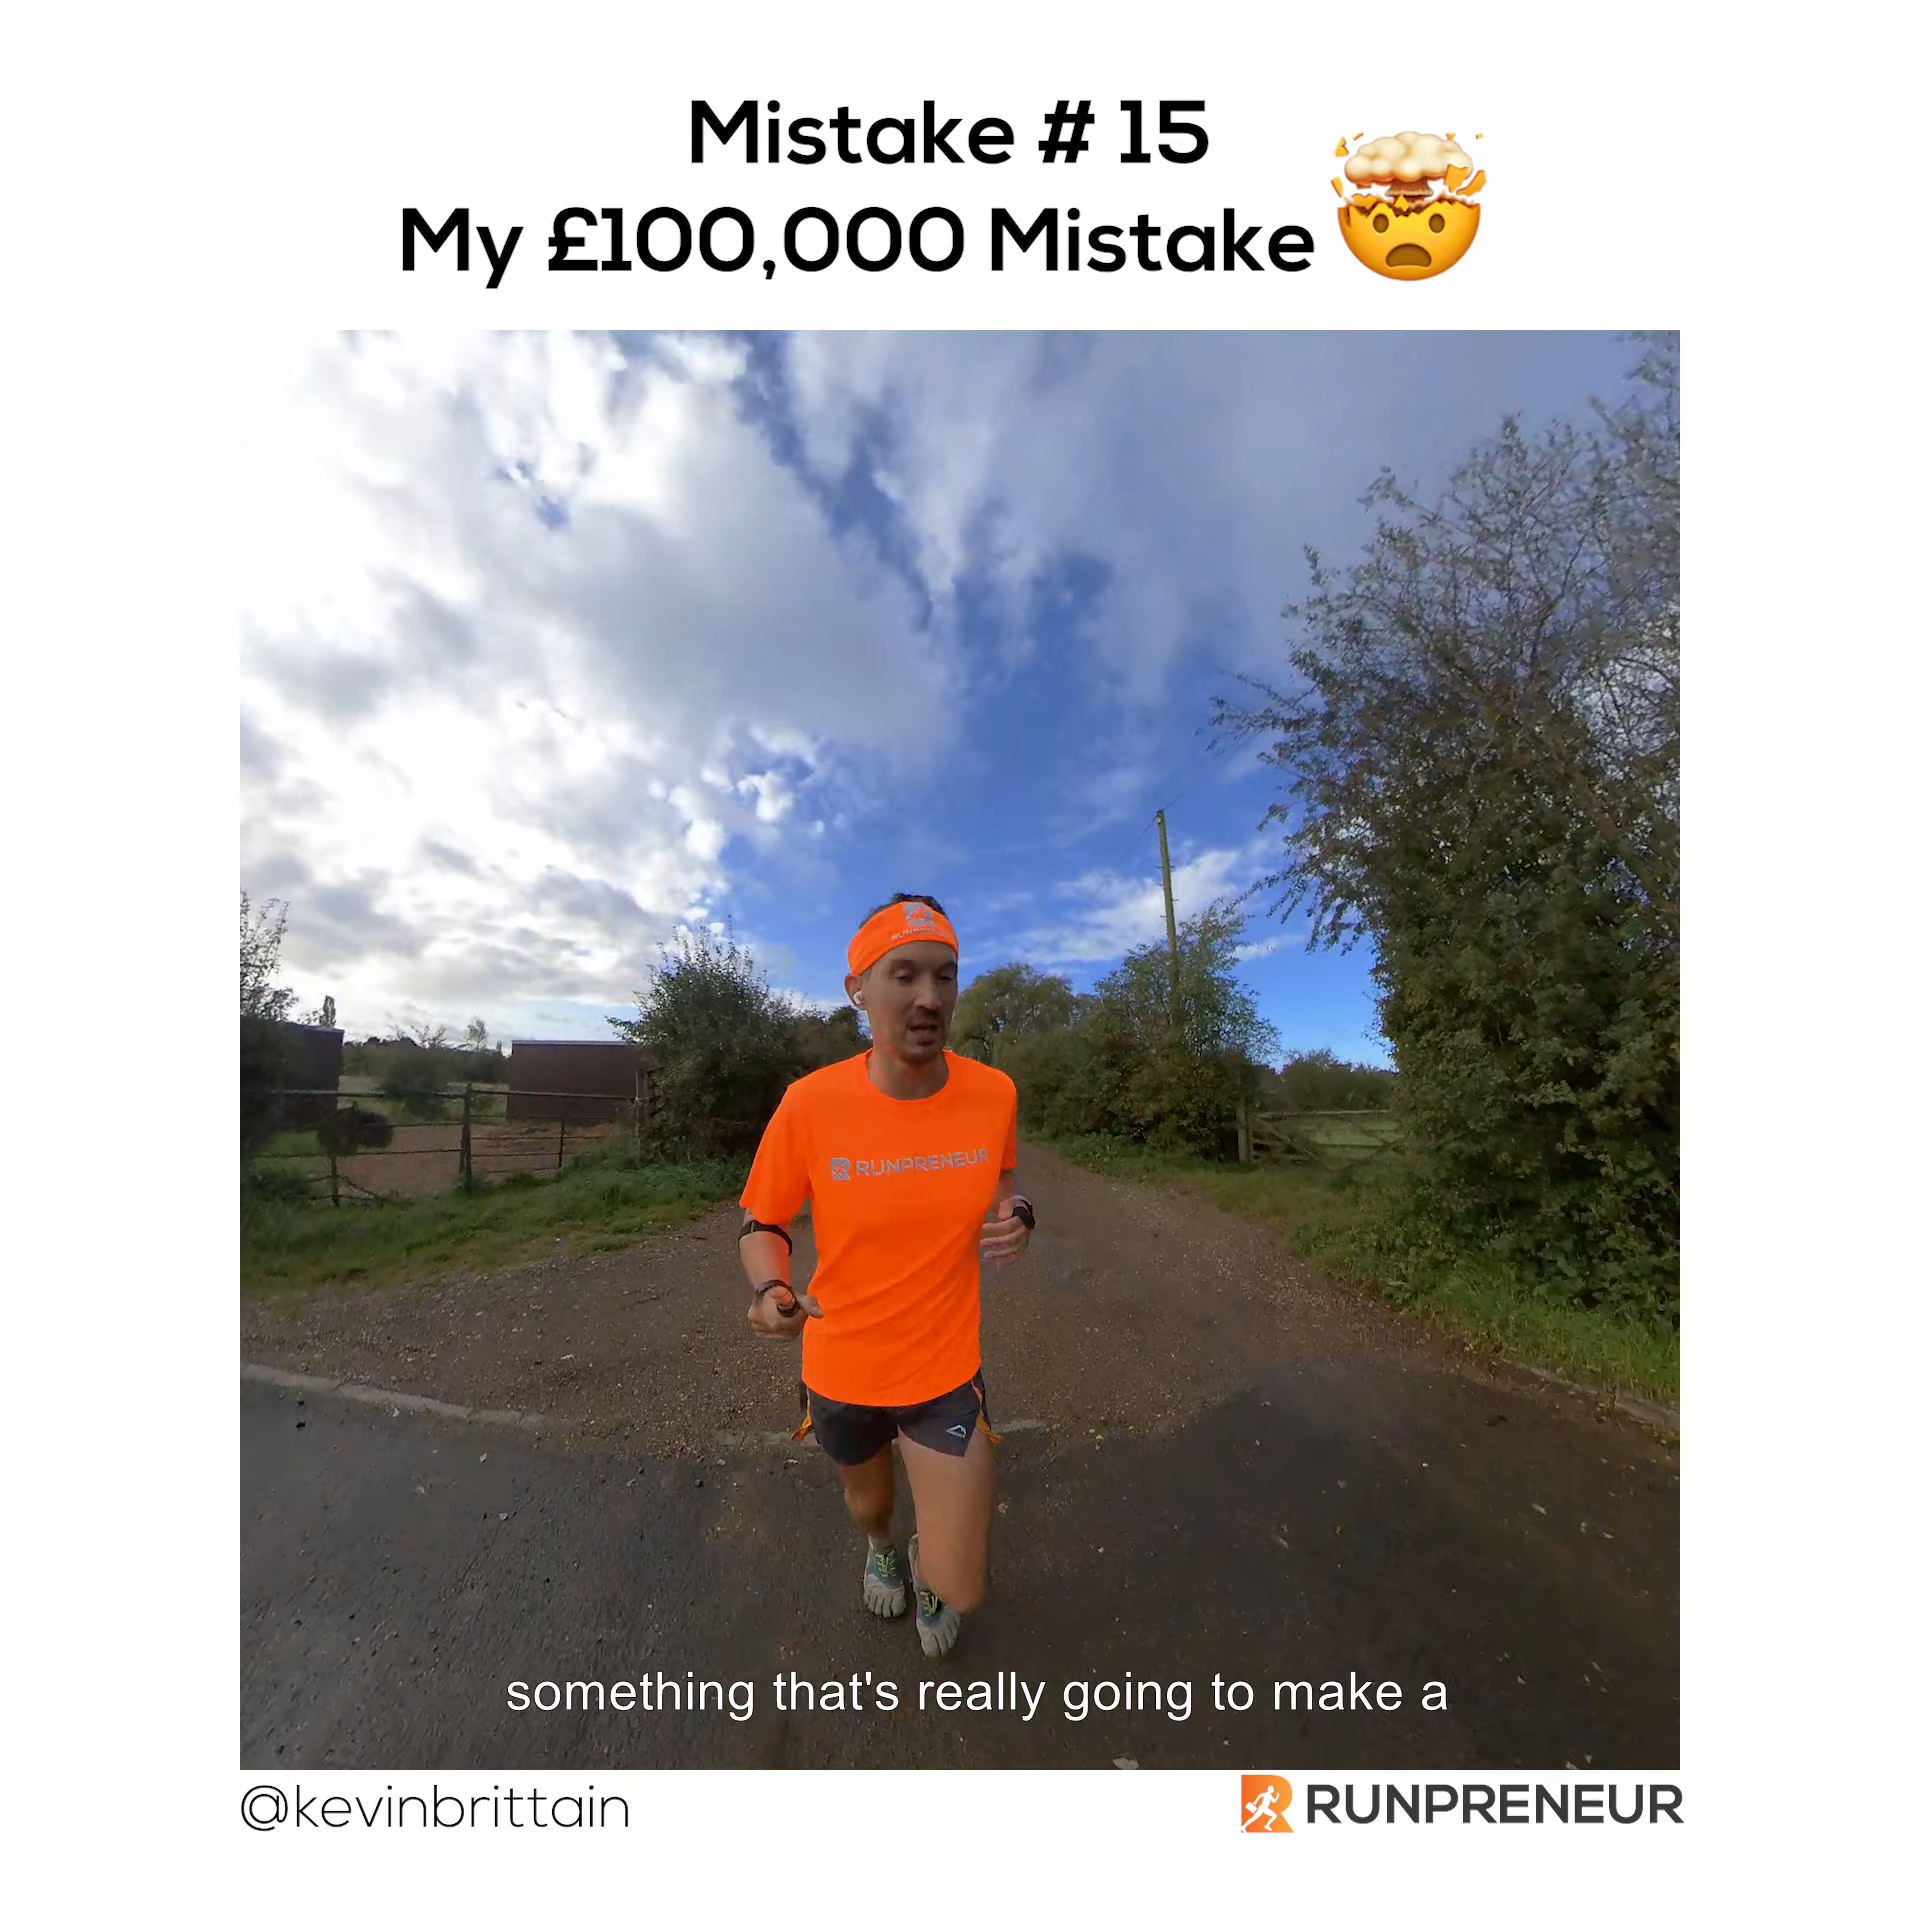 Mistake # 15
My £100,000 Mistake
RUNPRENEUR
something that's really going to make a
@kevinbrittain
RUNPRENEUR